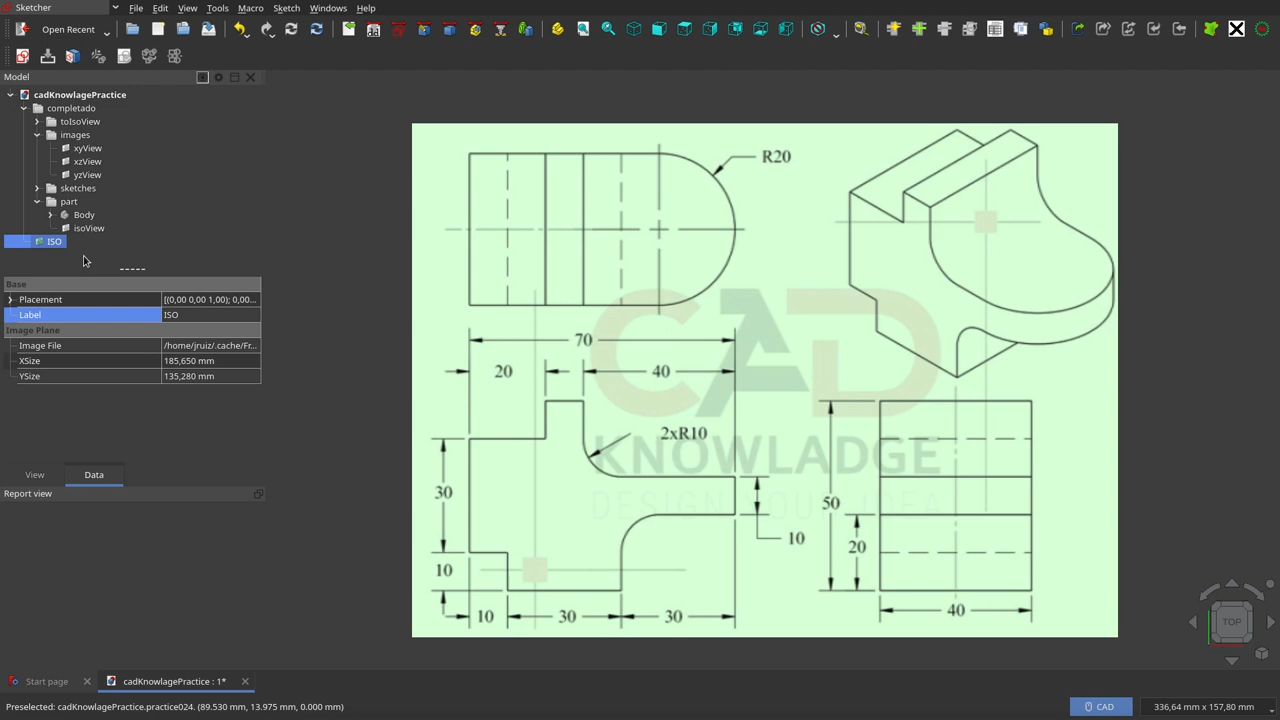 Sketcher
File Edit View Tools Macro Sketch Windows Help
Open Recent
Model
cadKnowlagePractice
completado
toIsoView
images
xyView
xzView
yzView
sketches
part
Body
isoView
ISO
Base
Placement [(0,00 0,00 1,00); 0,00...
Label ISO
Image Plane
Image File /home/jruiz/.cache/Fr...
XSize 185,650 mm
YSize 135,280 mm
View Data
Report view
R20
70
20 40
2xR10
30
10
10
10 30 30
50
20
40
CAD
KNOWLADGE
DESIGN YOUR IDEA
TOP
Start page
cadKnowlagePractice : 1*
Preselected: cadKnowlagePractice.practice024. (89.530 mm, 13.975 mm, 0.000 mm)
CAD
336,64 mm x 157,80 mm